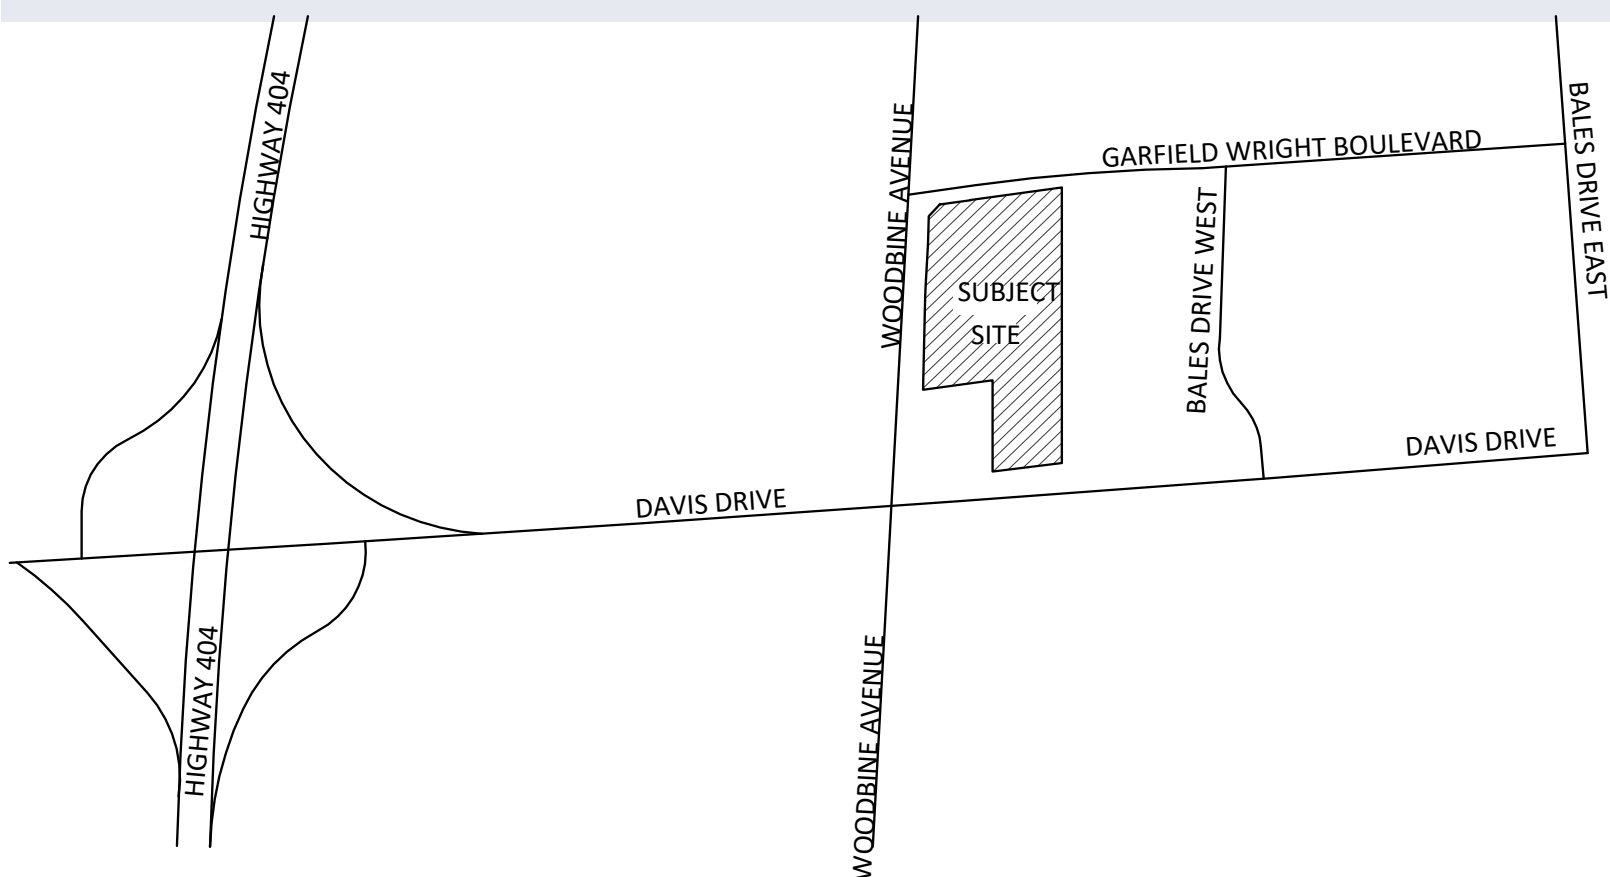 HIGHWAY 404
WOODBINE AVENUE
GARFIELD WRIGHT BOULEVARD
BALES DRIVE EAST
BALES DRIVE WEST
SUBJECT
SITE
DAVIS DRIVE
DAVIS DRIVE
HIGHWAY 404
WOODBINE AVENUE